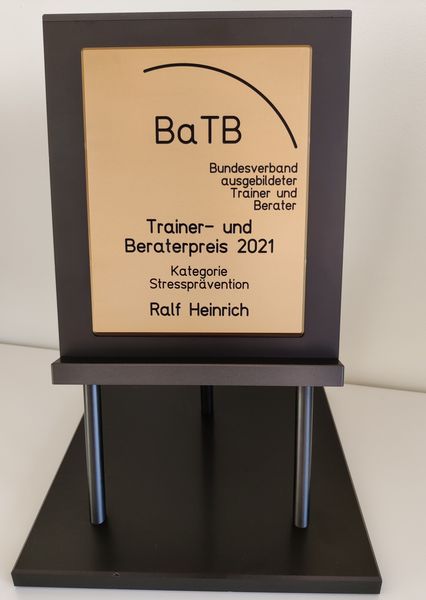 BaTB
Bundesverband
ausgebildeter
Trainer und
Berater
Trainer- und
Beraterpreis 2021
Kategorie
Stressprävention
Ralf Heinrich